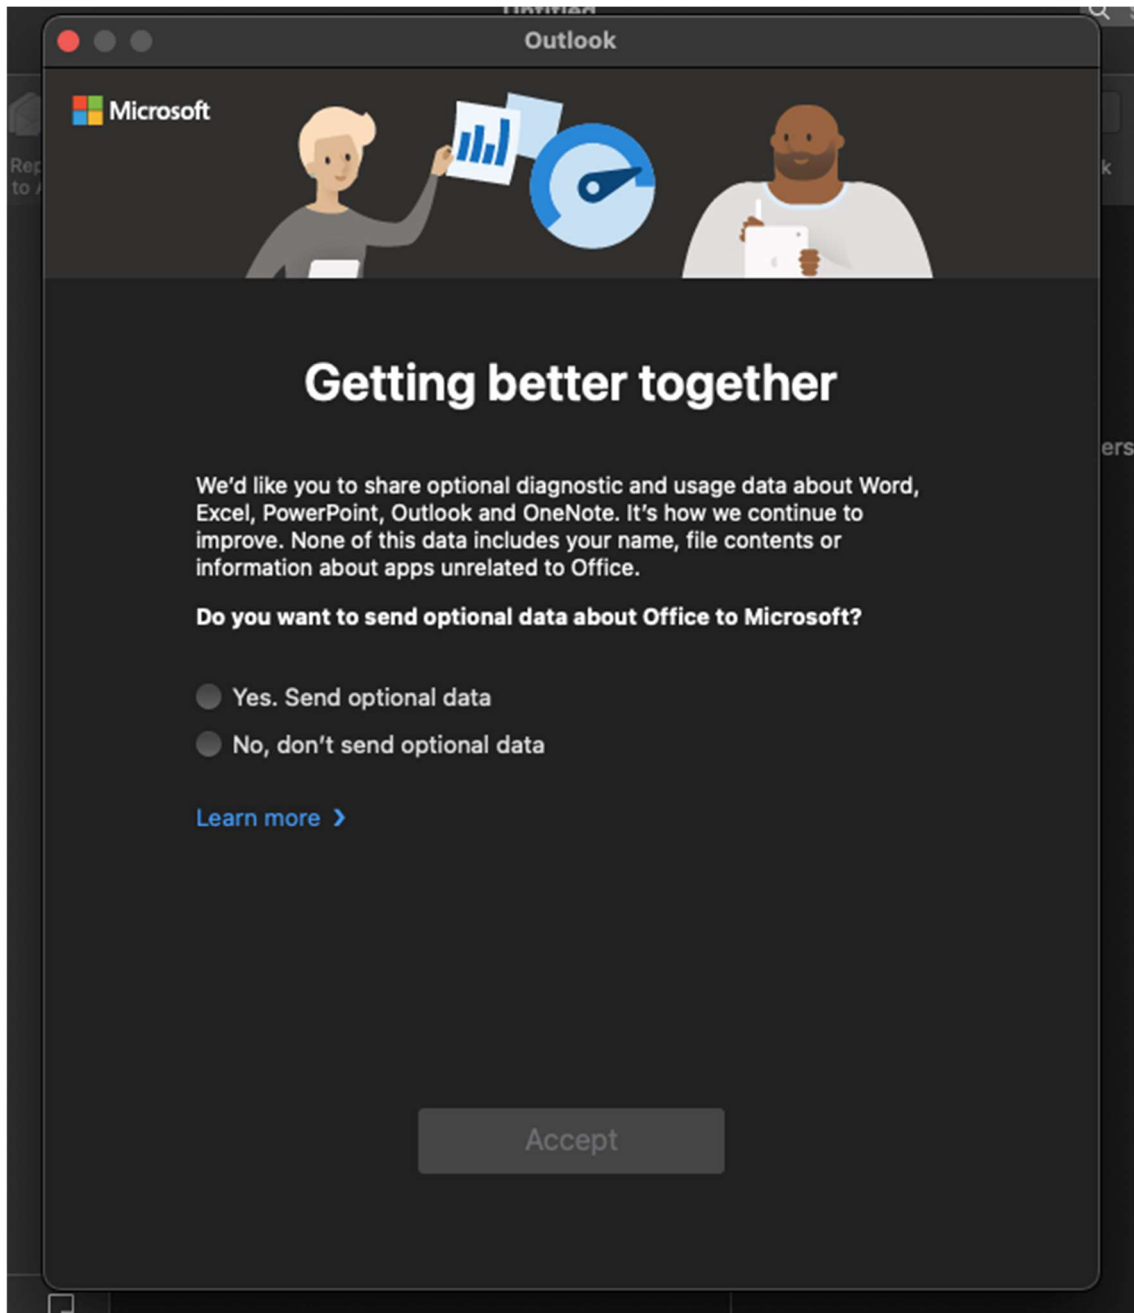 Outlook
Microsoft
Rep
to A
k
Getting better together
ers
We'd like you to share optional diagnostic and usage data about Word,
Excel, PowerPoint, Outlook and OneNote. It's how we continue to
improve. None of this data includes your name, file contents or
information about apps unrelated to Office.
Do you want to send optional data about Office to Microsoft?
Yes. Send optional data
No, don't send optional data
Learn more
Accept